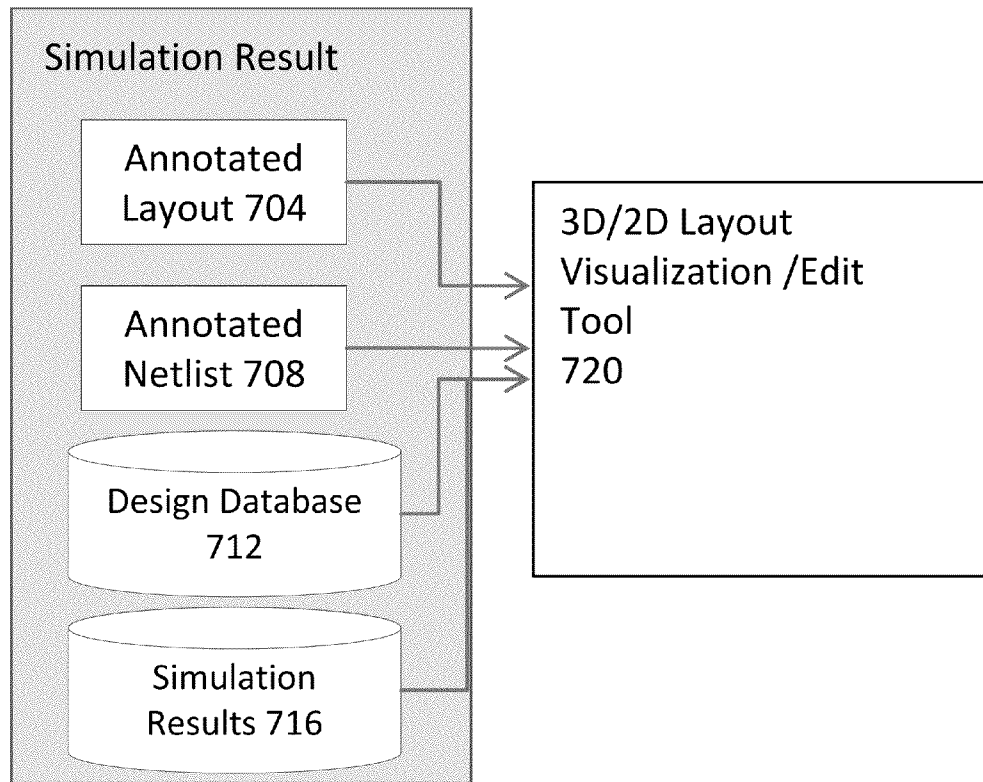 Simulation Result
Annotated
Layout 704
Annotated
Netlist 708
Design Database
712
Simulation
Results 716
3D/2D Layout
Visualization /Edit
Tool
720